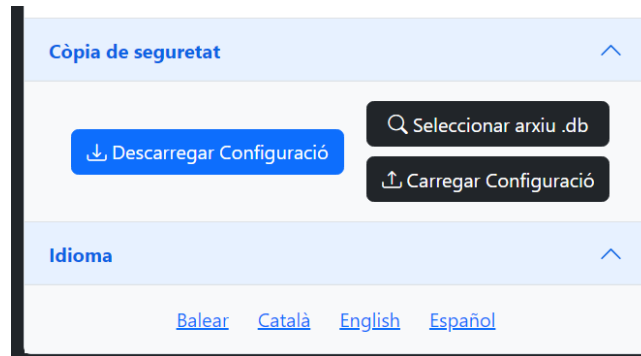 Còpia de seguretat
Descarregar Configuració
Seleccionar arxiu .db
Carregar Configuració
Idioma
Balear Català English Español